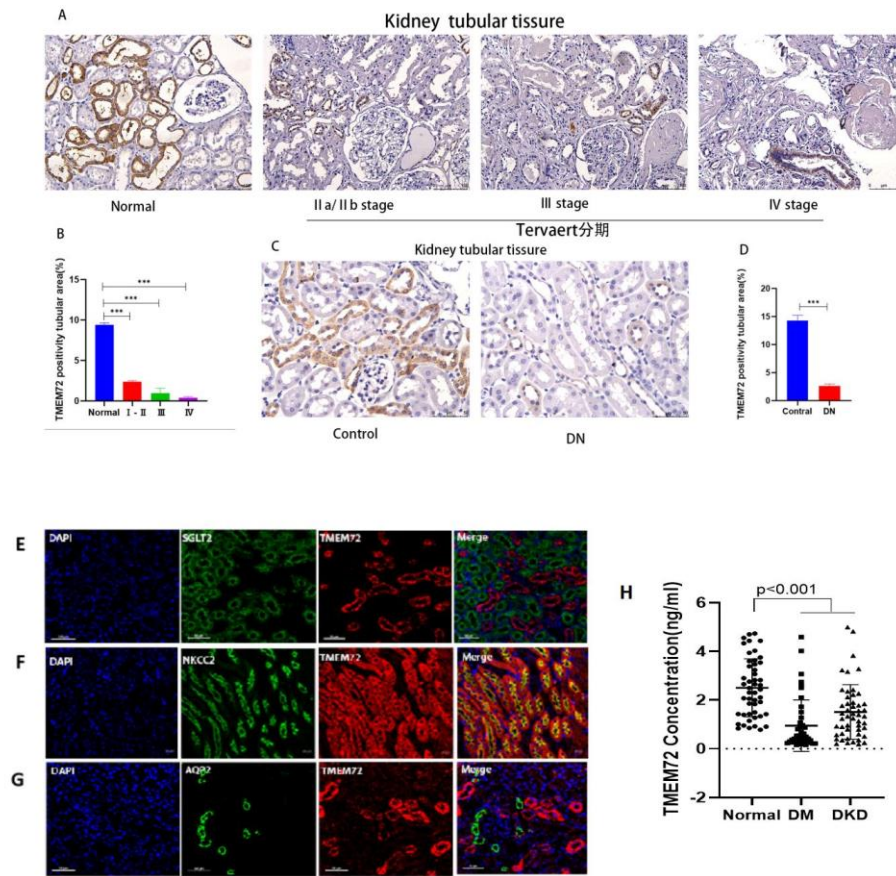 A
Kidney tubular tissure
Normal
II a/ II b stage
III stage
IV stage
Tervaert分期
B
TMEM72 positivity tubular area(%)
15
10
5
0
***
***
***
Normal
I - II
III
IV
C
Kidney tubular tissure
Control
DN
D
TMEM72 positivity tubular area(%)
20
15
10
5
0
***
Contral
DN
E
DAPI
SGLT2
TMEM72
Merge
F
DAPI
NKCC2
TMEM72
Merge
G
DAPI
AQP2
TMEM72
Merge
H
p<0.001
TMEM72 Concentration(ng/ml)
6
4
2
0
-2
Normal
DM
DKD